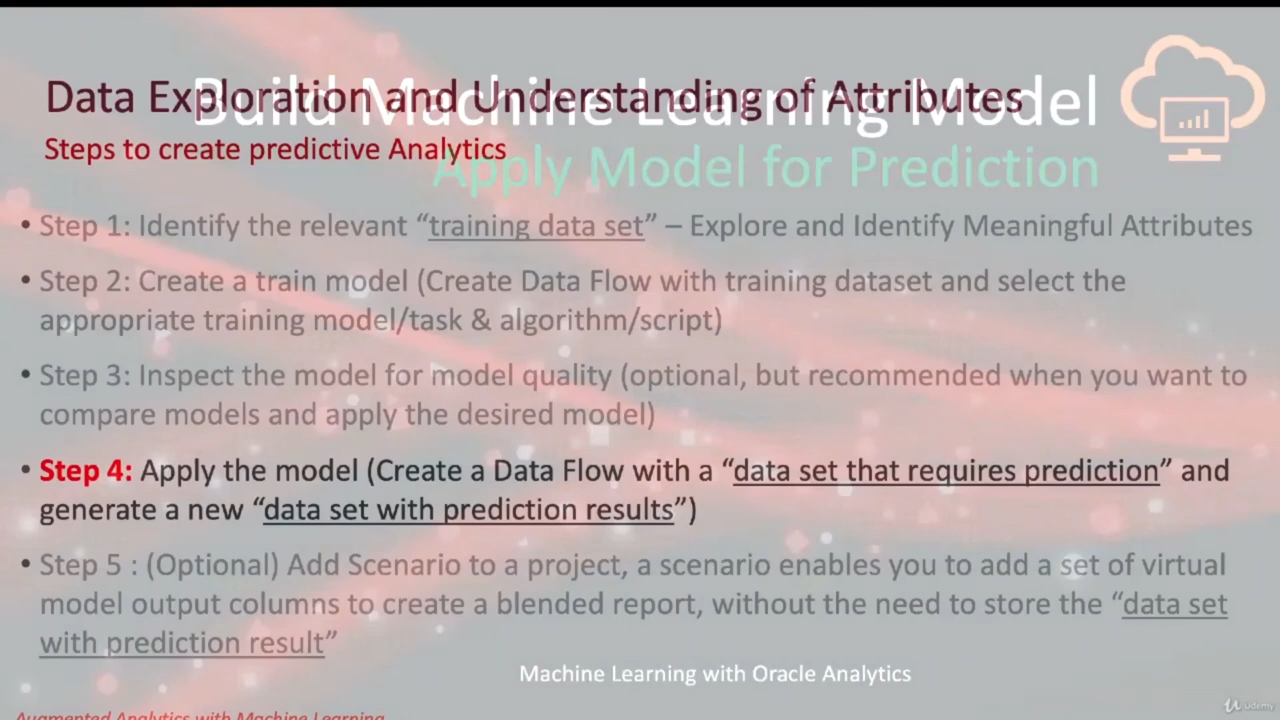 Build Machine Learning Model
Data Exploration and Understanding of Attributes
Steps to create predictive Analytics
Apply Model for Prediction
• Step 1: Identify the relevant “training data set” – Explore and Identify Meaningful Attributes
• Step 2: Create a train model (Create Data Flow with training dataset and select the
appropriate training model/task & algorithm/script)
• Step 3: Inspect the model for model quality (optional, but recommended when you want to
compare models and apply the desired model)
• Step 4: Apply the model (Create a Data Flow with a “data set that requires prediction” and
generate a new “data set with prediction results”)
• Step 5 : (Optional) Add Scenario to a project, a scenario enables you to add a set of virtual
model output columns to create a blended report, without the need to store the “data set
with prediction result”
Machine Learning with Oracle Analytics
Augmented Analytics with Machine Learning
Udemy